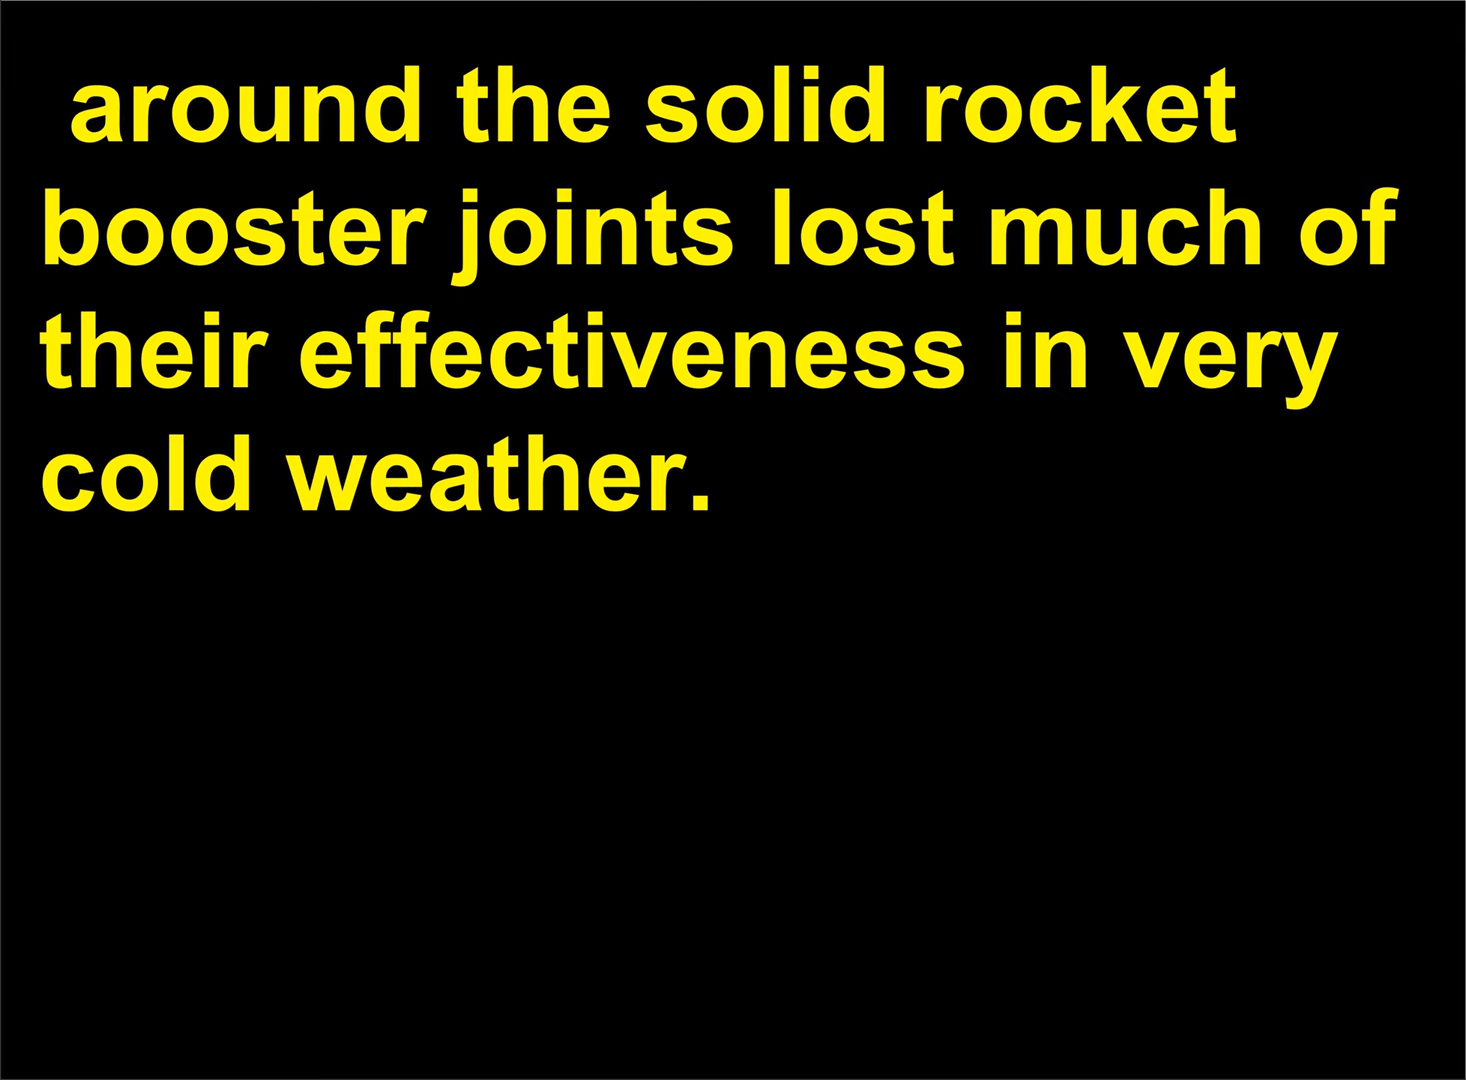 around the solid rocket
booster joints lost much of
their effectiveness in very
cold weather.